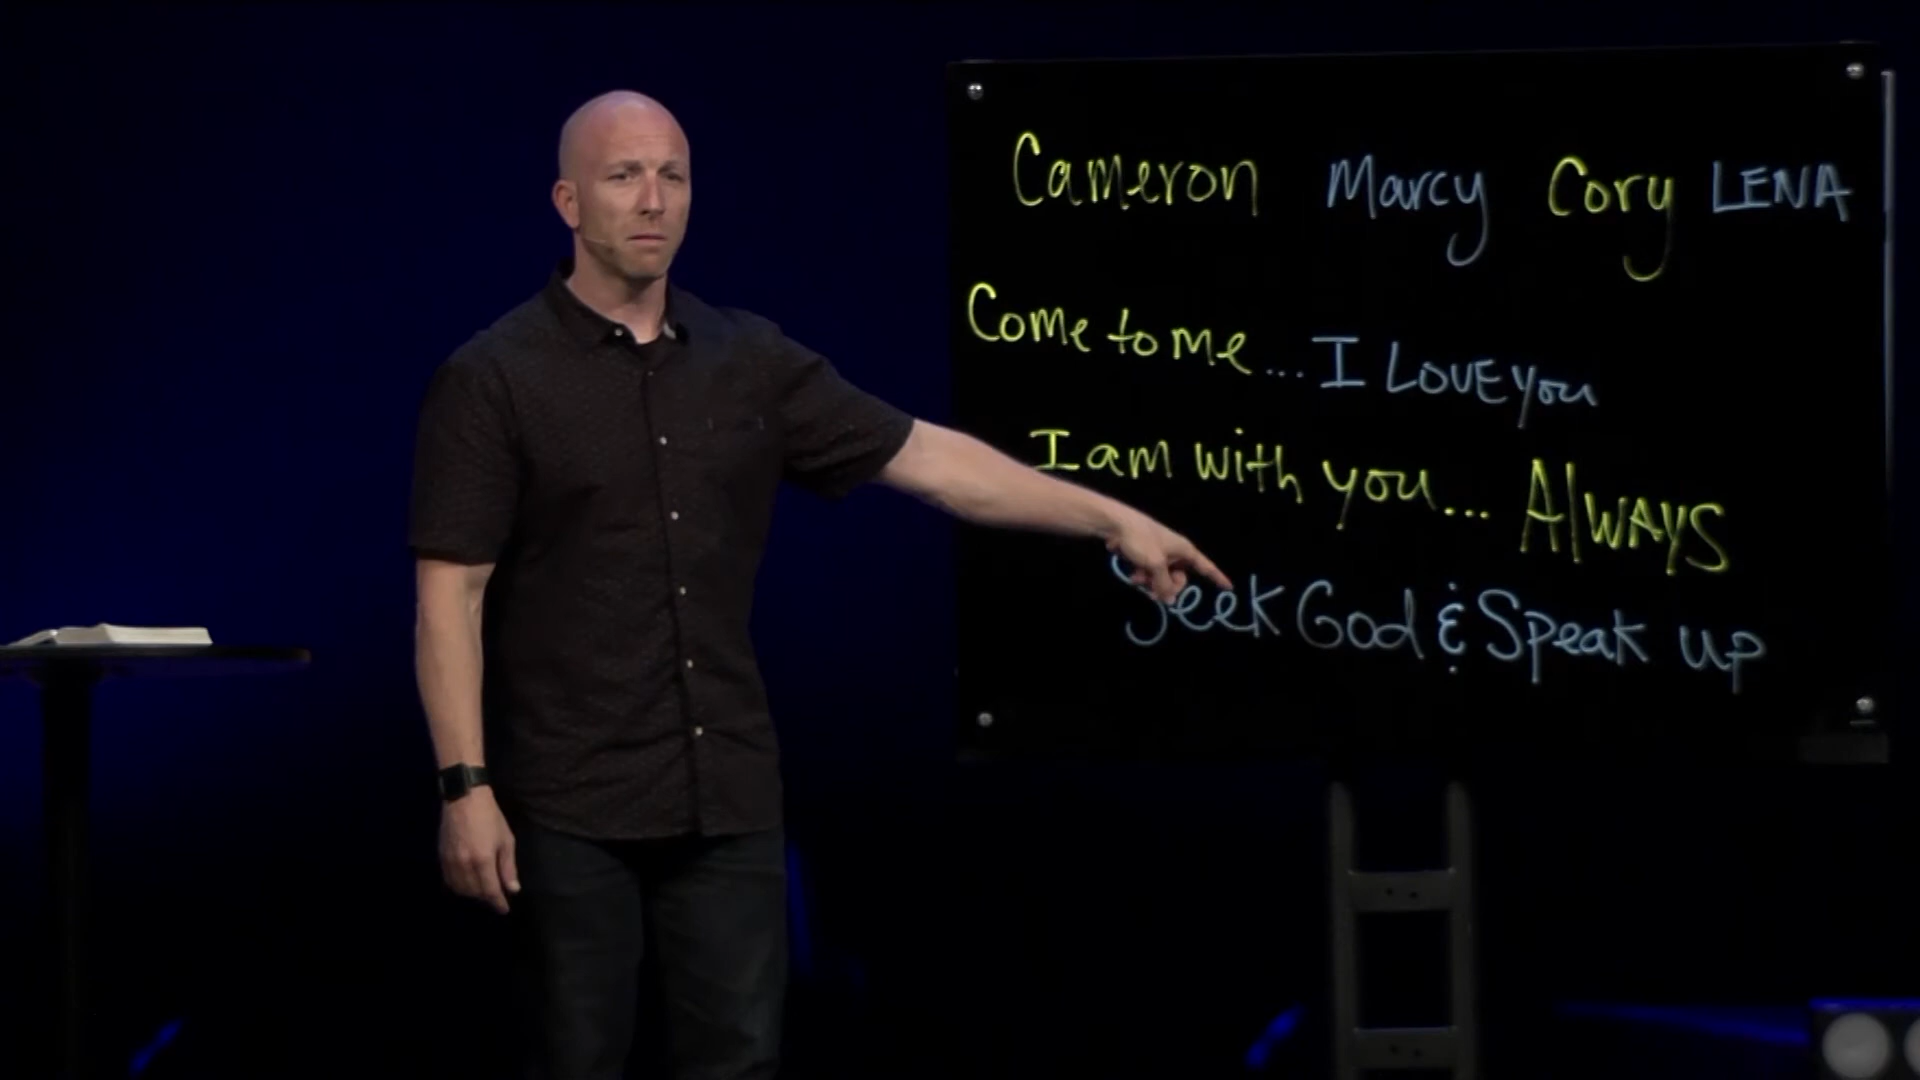 Cameron Marcy Cory LENA
Come to me... I LOVE you
I am with you... AlWAYS
Seek God & Speak up